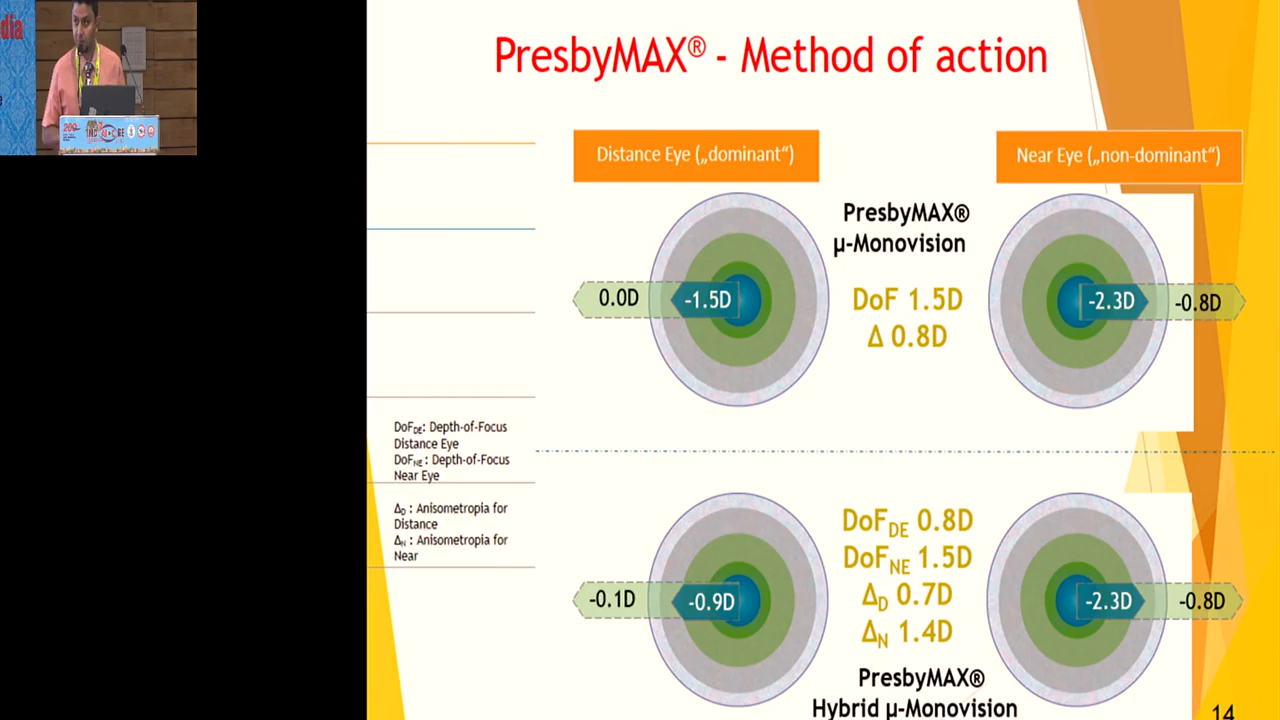 dia
PresbyMAX® - Method of action
Distance Eye („dominant“)
Near Eye („non-dominant“)
PresbyMAX®
µ-Monovision
0.0D
-1.5D
DoF 1.5D
Δ 0.8D
-2.3D
-0.8D
DoF_DE: Depth-of-Focus
Distance Eye
DoF_NE : Depth-of-Focus
Near Eye
Δ_D : Anisometropia for
Distance
Δ_N : Anisometropia for
Near
-0.1D
-0.9D
DoF_DE 0.8D
DoF_NE 1.5D
Δ_D 0.7D
Δ_N 1.4D
-2.3D
-0.8D
PresbyMAX®
Hybrid µ-Monovision
14